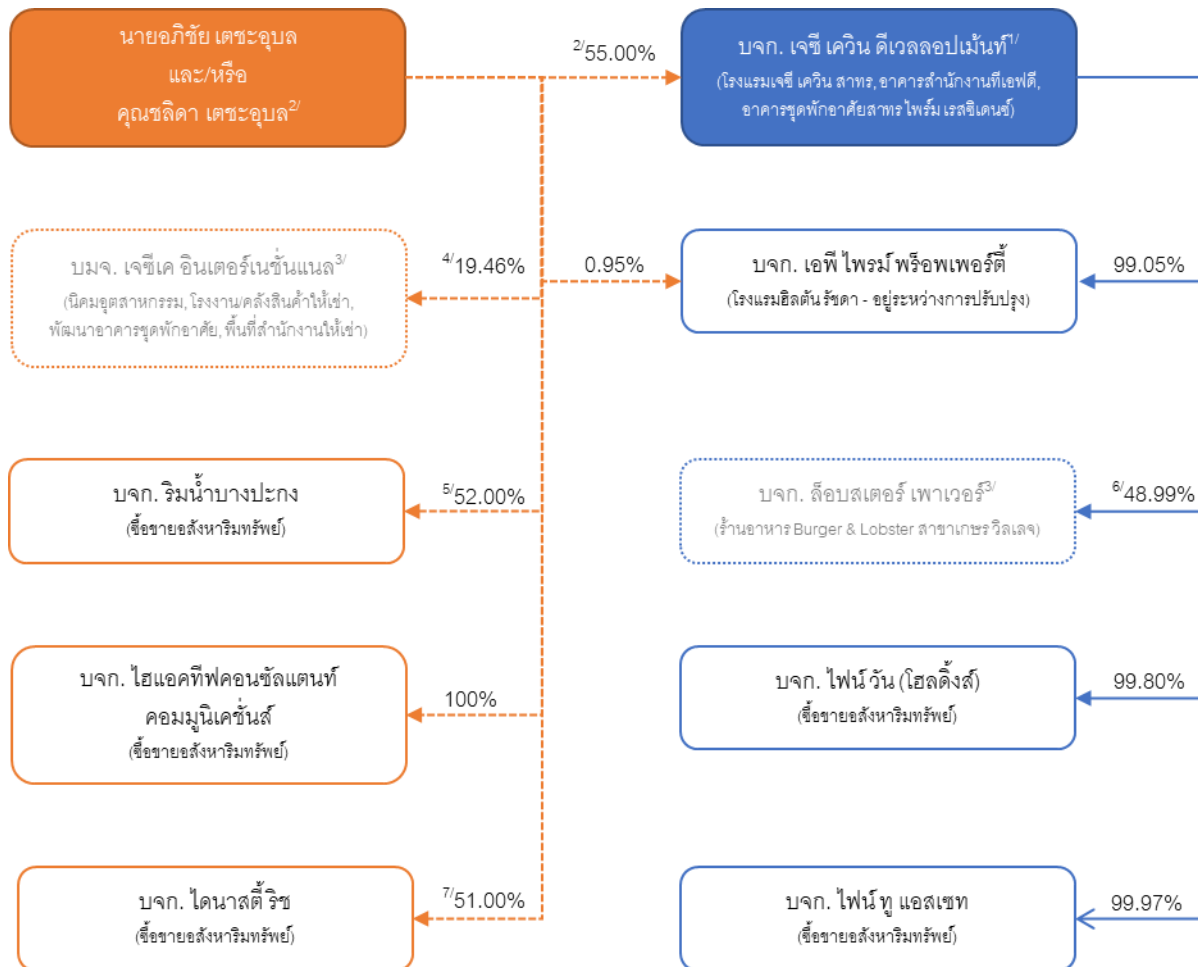 นายอภิชัย เตชะอุบล
และ/หรือ
คุณชลิดา เตชะอุบล2/
2/55.00%
บจก. เจซี เควิน ดีเวลลอปเม้นท์1/
(โรงแรมเจซี เควิน สาทร, อาคารสำนักงานทีเอฟดี,
อาคารชุดพักอาศัยสาทร ไพร์ม เรสซิเดนซ์)
บมจ. เจซีเค อินเตอร์เนชั่นแนล3/
(นิคมอุตสาหกรรม, โรงงาน/คลังสินค้าให้เช่า,
พัฒนาอาคารชุดพักอาศัย, พื้นที่สำนักงานให้เช่า)
4/19.46%
0.95%
บจก. เอพี ไพรม์ พร็อพเพอร์ตี้
(โรงแรมฮิลตัน รัชดา - อยู่ระหว่างการปรับปรุง)
99.05%
บจก. ริมน้ำบางปะกง
(ซื้อขายอสังหาริมทรัพย์)
5/52.00%
บจก. ล็อบสเตอร์ เพาเวอร์3/
(ร้านอาหาร Burger & Lobster สาขาเกษร วิลเลจ)
6/48.99%
บจก. ไฮแอคทีฟคอนซัลแตนท์
คอมมูนิเคชั่นส์
(ซื้อขายอสังหาริมทรัพย์)
100%
บจก. ไฟน์ วัน (โฮลดิ้งส์)
(ซื้อขายอสังหาริมทรัพย์)
99.80%
บจก. ไดนาสตี้ ริช
(ซื้อขายอสังหาริมทรัพย์)
7/51.00%
บจก. ไฟน์ ทู แอสเซท
(ซื้อขายอสังหาริมทรัพย์)
99.97%